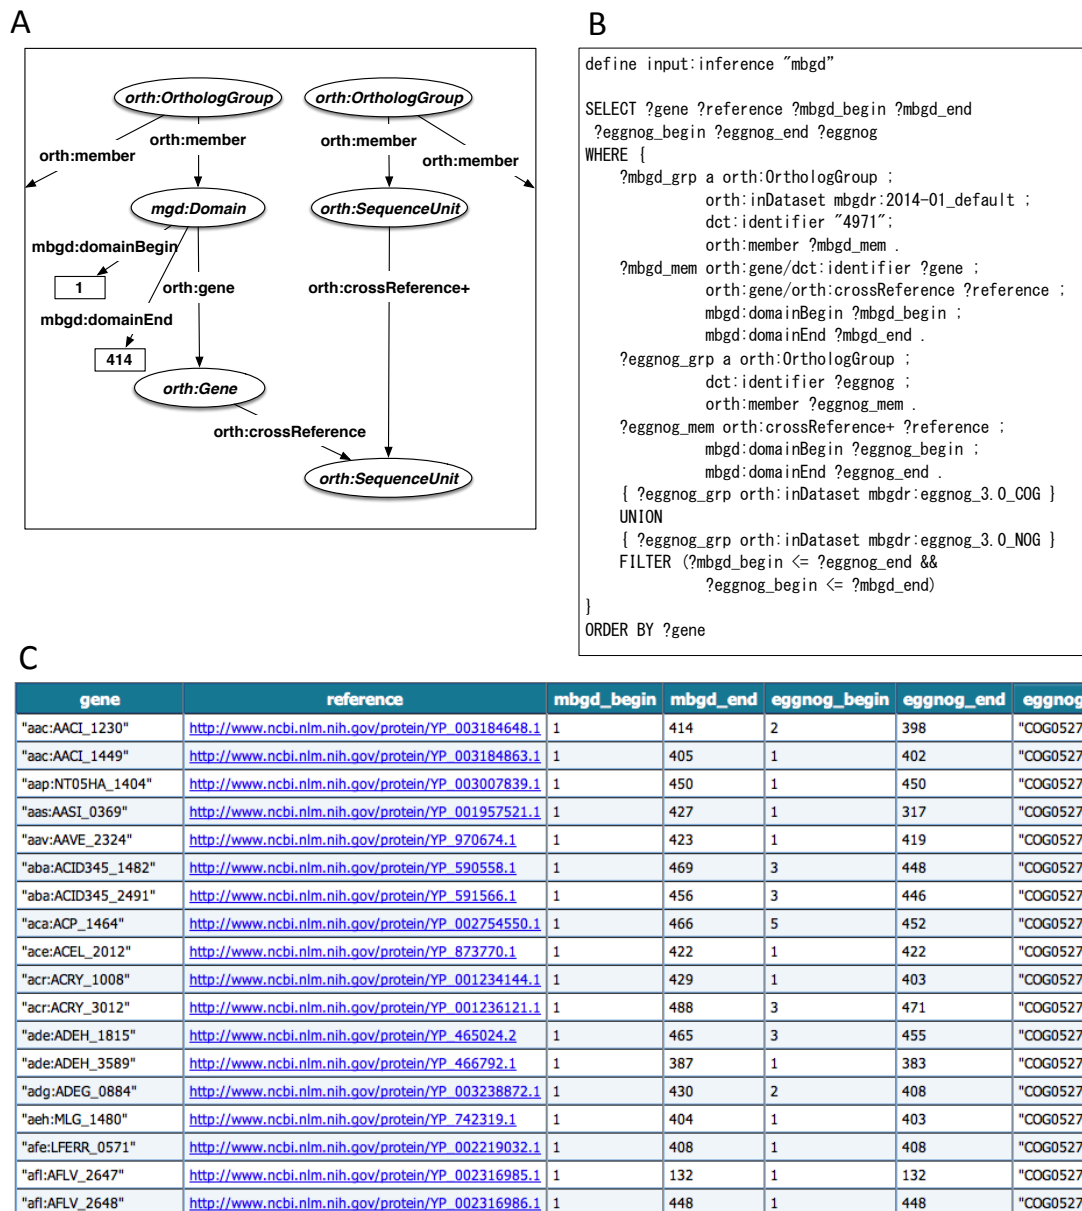 A
orth:OrthologGroup orth:OrthologGroup
orth:member orth:member orth:member orth:member
mgd:Domain orth:SequenceUnit
mbgd:domainBegin
1 orth:gene orth:crossReference+
mbgd:domainEnd
414
orth:Gene
orth:crossReference
orth:SequenceUnit
B
define input:inference "mbgd”
SELECT ?gene ?reference ?mbgd_begin ?mbgd_end
?eggnog_begin ?eggnog_end ?eggnog
WHERE {
?mbgd_grp a orth:OrthologGroup ;
orth:inDataset mbgdr:2014-01_default ;
dct:identifier "4971";
orth:member ?mbgd_mem .
?mbgd_mem orth:gene/dct:identifier ?gene ;
orth:gene/orth:crossReference ?reference ;
mbgd:domainBegin ?mbgd_begin ;
mbgd:domainEnd ?mbgd_end .
?eggnog_grp a orth:OrthologGroup ;
dct:identifier ?eggnog ;
orth:member ?eggnog_mem .
?eggnog_mem orth:crossReference+ ?reference ;
mbgd:domainBegin ?eggnog_begin ;
mbgd:domainEnd ?eggnog_end .
{ ?eggnog_grp orth:inDataset mbgdr:eggnog_3.0_COG }
UNION
{ ?eggnog_grp orth:inDataset mbgdr:eggnog_3.0_NOG }
FILTER (?mbgd_begin <= ?eggnog_end &&
?eggnog_begin <= ?mbgd_end)
}
ORDER BY ?gene
C
gene reference mbgd_begin mbgd_end eggnog_begin eggnog_end eggnog
"aac:AACI_1230" http://www.ncbi.nlm.nih.gov/protein/YP_003184648.1 1 414 2 398 "COG0527
"aac:AACI_1449" http://www.ncbi.nlm.nih.gov/protein/YP_003184863.1 1 405 1 402 "COG0527
"aap:NT05HA_1404" http://www.ncbi.nlm.nih.gov/protein/YP_003007839.1 1 450 1 450 "COG0527
"aas:AASI_0369" http://www.ncbi.nlm.nih.gov/protein/YP_001957521.1 1 427 1 317 "COG0527
"aav:AAVE_2324" http://www.ncbi.nlm.nih.gov/protein/YP_970674.1 1 423 1 419 "COG0527
"aba:ACID345_1482" http://www.ncbi.nlm.nih.gov/protein/YP_590558.1 1 469 3 448 "COG0527
"aba:ACID345_2491" http://www.ncbi.nlm.nih.gov/protein/YP_591566.1 1 456 3 446 "COG0527
"aca:ACP_1464" http://www.ncbi.nlm.nih.gov/protein/YP_002754550.1 1 466 5 452 "COG0527
"ace:ACEL_2012" http://www.ncbi.nlm.nih.gov/protein/YP_873770.1 1 422 1 422 "COG0527
"acr:ACRY_1008" http://www.ncbi.nlm.nih.gov/protein/YP_001234144.1 1 429 1 403 "COG0527
"acr:ACRY_3012" http://www.ncbi.nlm.nih.gov/protein/YP_001236121.1 1 488 3 471 "COG0527
"ade:ADEH_1815" http://www.ncbi.nlm.nih.gov/protein/YP_465024.2 1 465 3 455 "COG0527
"ade:ADEH_3589" http://www.ncbi.nlm.nih.gov/protein/YP_466792.1 1 387 1 383 "COG0527
"adg:ADEG_0884" http://www.ncbi.nlm.nih.gov/protein/YP_003238872.1 1 430 2 408 "COG0527
"aeh:MLG_1480" http://www.ncbi.nlm.nih.gov/protein/YP_742319.1 1 404 1 403 "COG0527
"afe:LFERR_0571" http://www.ncbi.nlm.nih.gov/protein/YP_002219032.1 1 408 1 408 "COG0527
"afl:AFLV_2647" http://www.ncbi.nlm.nih.gov/protein/YP_002316985.1 1 132 1 132 "COG0527
"afl:AFLV_2648" http://www.ncbi.nlm.nih.gov/protein/YP_002316986.1 1 448 1 448 "COG0527